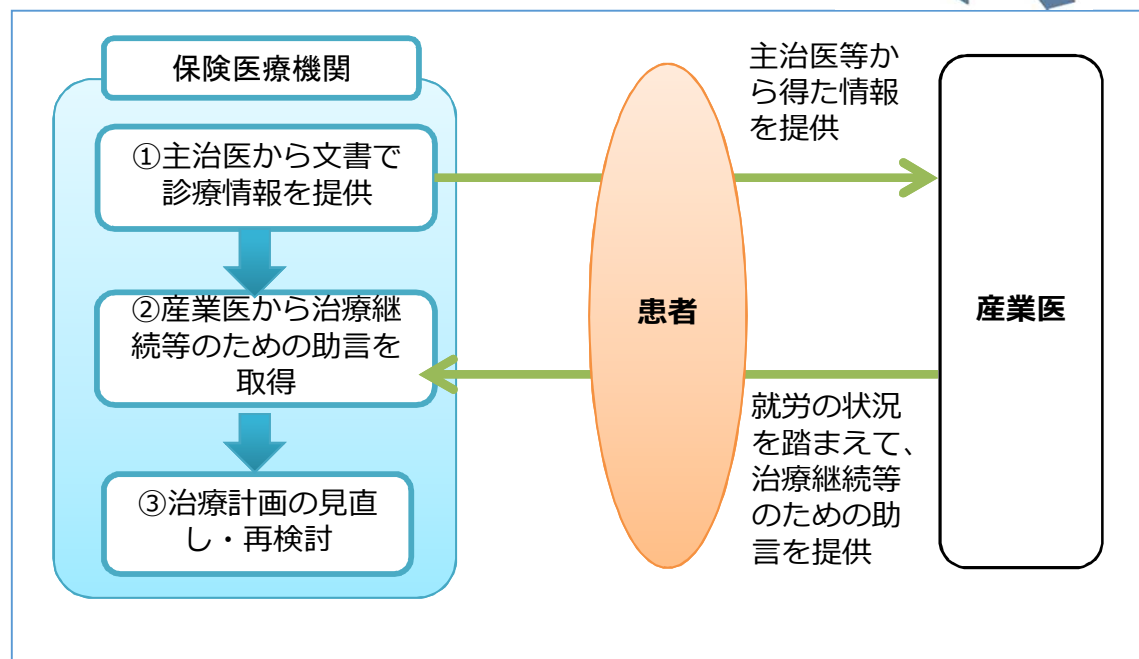 保険医療機関
①主治医から文書で
診療情報を提供
②産業医から治療継
続等のための助言を
取得
③治療計画の見直
し・再検討
患者
主治医等か
ら得た情報
を提供
就労の状況
を踏まえて、
治療継続等
のための助
言を提供
産業医